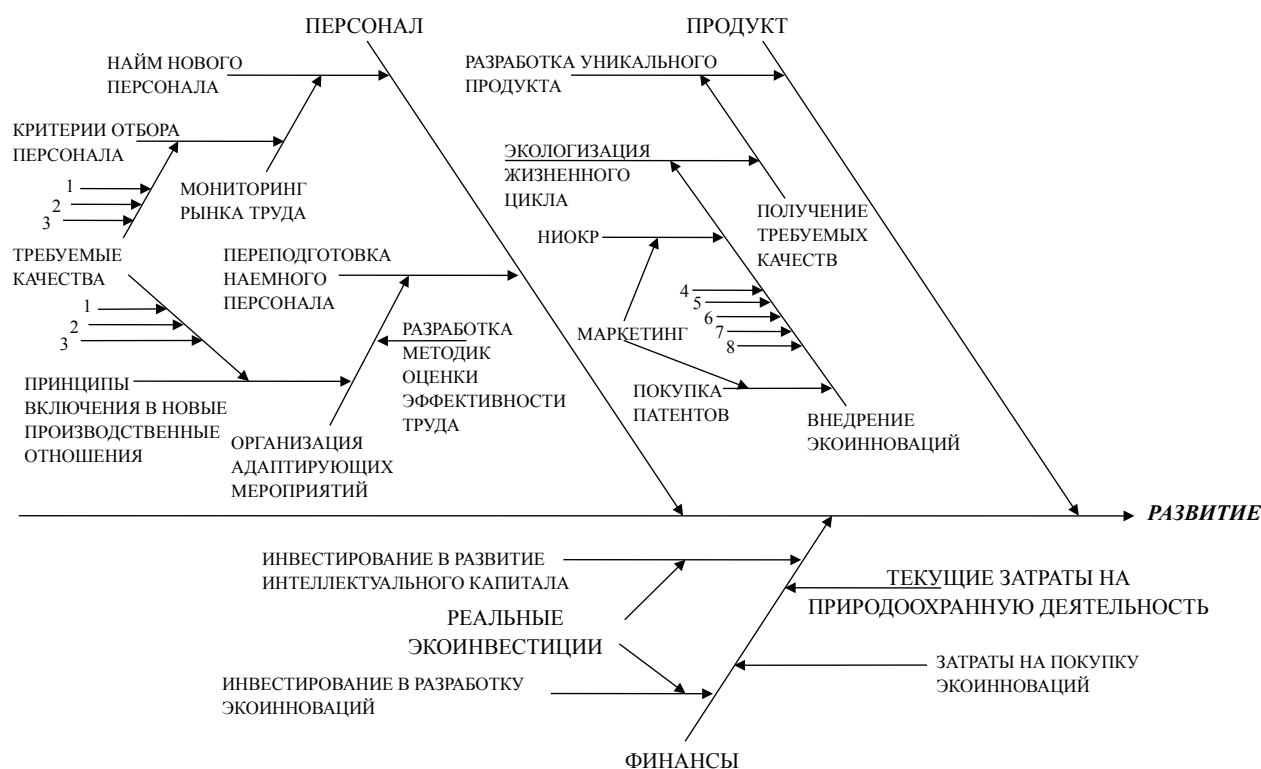 ПЕРСОНАЛ
ПРОДУКТ
НАЙМ НОВОГО
ПЕРСОНАЛА
РАЗРАБОТКА УНИКАЛЬНОГО
ПРОДУКТА
КРИТЕРИИ ОТБОРА
ПЕРСОНАЛА
1
2
3
МОНИТОРИНГ
РЫНКА ТРУДА
ЭКОЛОГИЗАЦИЯ
ЖИЗНЕННОГО
ЦИКЛА
ПОЛУЧЕНИЕ
ТРЕБУЕМЫХ
КАЧЕСТВ
ТРЕБУЕМЫЕ
КАЧЕСТВА
1
2
3
ПЕРЕПОДГОТОВКА
НАЕМНОГО
ПЕРСОНАЛА
НИОКР
4
5
6
7
8
МАРКЕТИНГ
РАЗРАБОТКА
МЕТОДИК
ОЦЕНКИ
ЭФФЕКТИВНОСТИ
ТРУДА
ПРИНЦИПЫ
ВКЛЮЧЕНИЯ В НОВЫЕ
ПРОИЗВОДСТВЕННЫЕ
ОТНОШЕНИЯ
ОРГАНИЗАЦИЯ
АДАПТИРУЮЩИХ
МЕРОПРИЯТИЙ
ПОКУПКА
ПАТЕНТОВ
ВНЕДРЕНИЕ
ЭКОИННОВАЦИЙ
РАЗВИТИЕ
ИНВЕСТИРОВАНИЕ В РАЗВИТИЕ
ИНТЕЛЛЕКТУАЛЬНОГО КАПИТАЛА
ТЕКУЩИЕ ЗАТРАТЫ НА
ПРИРОДООХРАННУЮ ДЕЯТЕЛЬНОСТЬ
РЕАЛЬНЫЕ
ЭКОИНВЕСТИЦИИ
ИНВЕСТИРОВАНИЕ В РАЗРАБОТКУ
ЭКОИННОВАЦИЙ
ЗАТРАТЫ НА ПОКУПКУ
ЭКОИННОВАЦИЙ
ФИНАНСЫ